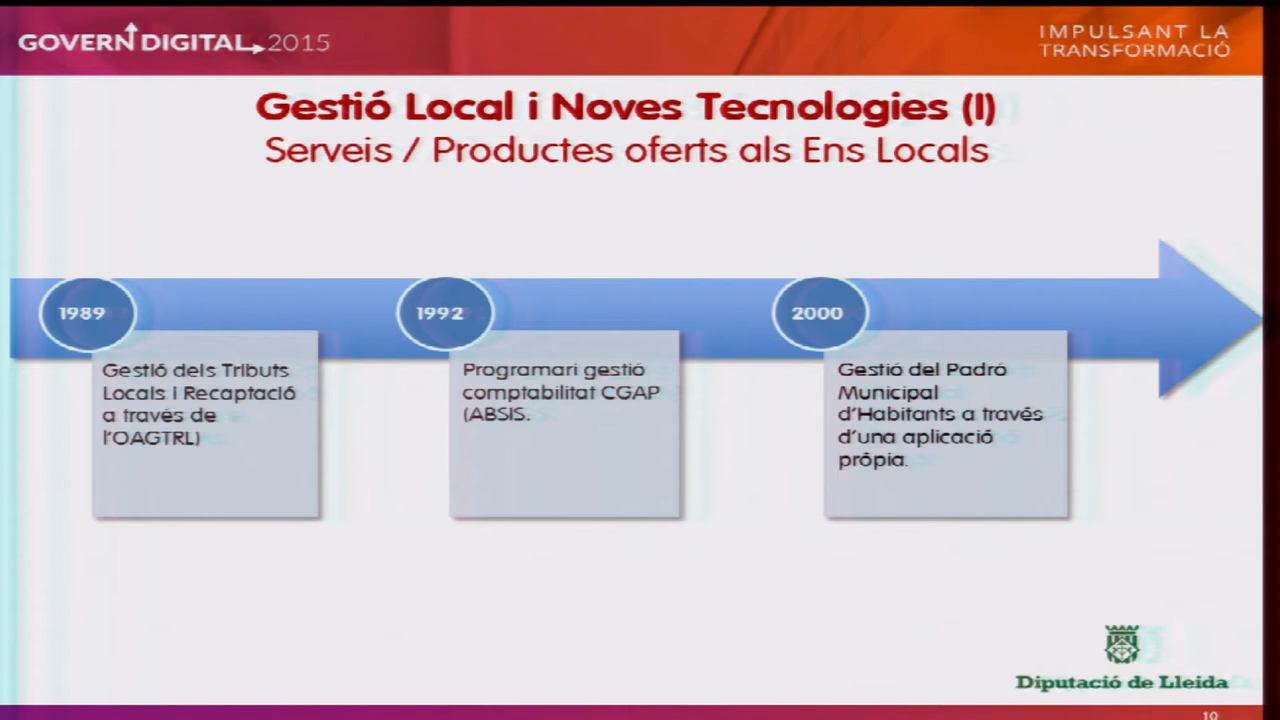 GOVERN DIGITAL 2015
IMPULSANT LA
TRANSFORMACIÓ
Gestió Local i Noves Tecnologies (I)
Serveis / Productes oferts als Ens Locals
1989
Gestió dels Tributs
Locals i Recaptació
a través de
l'OAGTRL)
1992
Programari gestió
comptabilitat CGAP
(ABSIS.
2000
Gestió del Padró
Municipal
d'Habitants a través
d'una aplicació
pròpia.
Diputació de Lleida
10